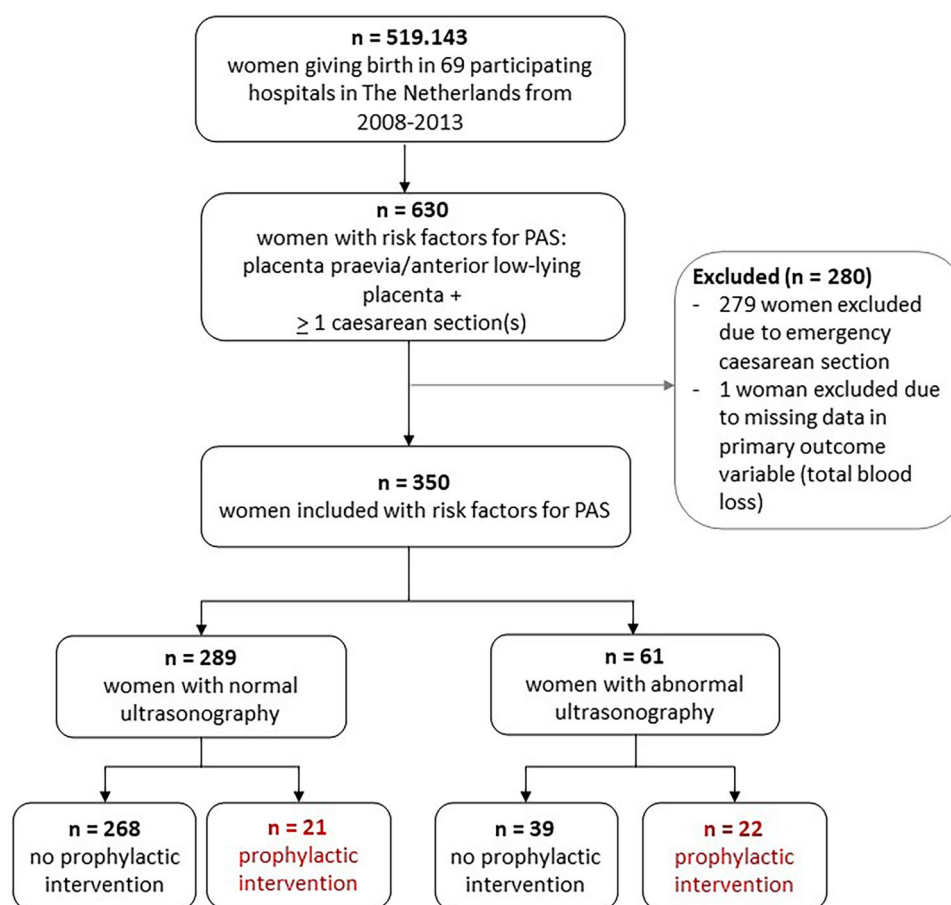 n = 519.143
women giving birth in 69 participating
hospitals in The Netherlands from
2008-2013
n = 630
women with risk factors for PAS:
placenta praevia/anterior low-lying
placenta +
≥ 1 caesarean section(s)
Excluded (n = 280)
- 279 women excluded
due to emergency
caesarean section
- 1 woman excluded due
to missing data in
primary outcome
variable (total blood
loss)
n = 350
women included with risk factors for PAS
n = 289
women with normal
ultrasonography
n = 61
women with abnormal
ultrasonography
n = 268
no prophylactic
intervention
n = 21
prophylactic
intervention
n = 39
no prophylactic
intervention
n = 22
prophylactic
intervention